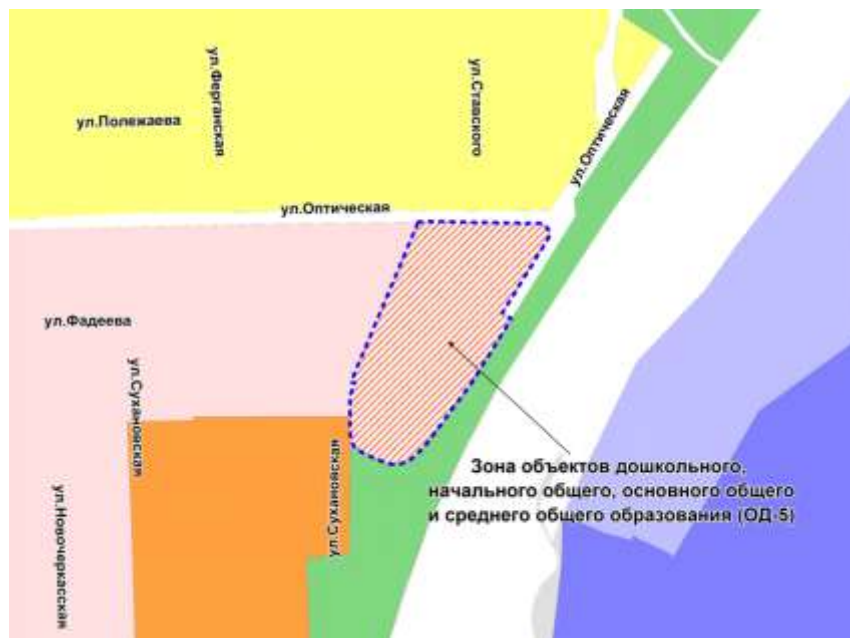 ул.Ферганская
ул.Ставского
ул.Полежаева
ул.Оптическая
ул.Оптическая
ул.Фадеева
ул.Сухановская
ул.Сухановская
ул.Новочеркасская
Зона объектов дошкольного,
начального общего, основного общего
и среднего общего образования (ОД-5)